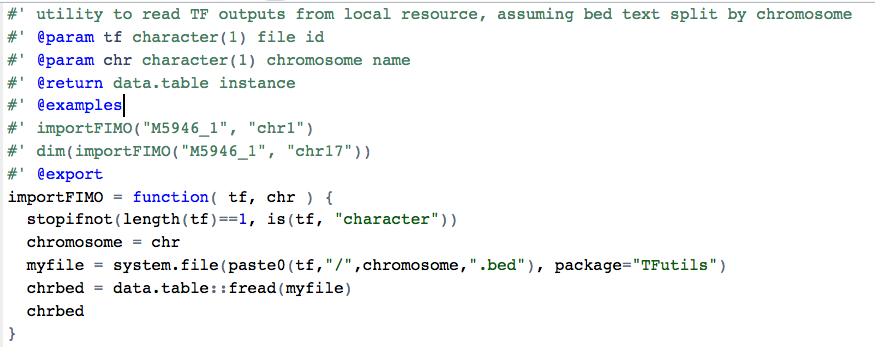 #' utility to read TF outputs from local resource, assuming bed text split by chromosome
#' @param tf character(1) file id
#' @param chr character(1) chromosome name
#' @return data.table instance
#' @examples
#' importFIMO("M5946_1", "chr1")
#' dim(importFIMO("M5946_1", "chr17"))
#' @export
importFIMO = function( tf, chr ) {
  stopifnot(length(tf)==1, is(tf, "character"))
  chromosome = chr
  myfile = system.file(paste0(tf,"/",chromosome,".bed"), package="TFutils")
  chrbed = data.table::fread(myfile)
  chrbed
}